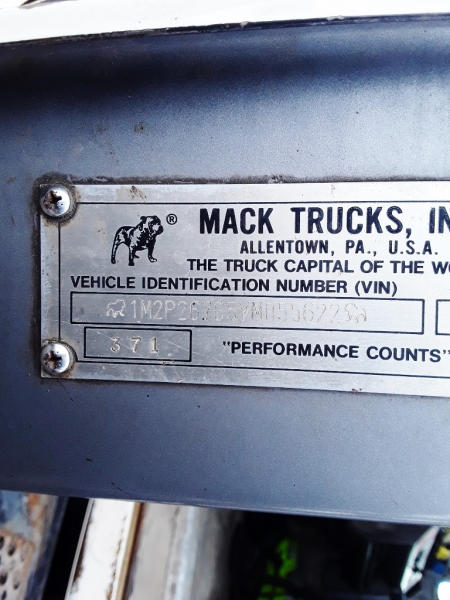 ® MACK TRUCKS, IN
ALLENTOWN, PA., U.S.A.
THE TRUCK CAPITAL OF THE WO
VEHICLE IDENTIFICATION NUMBER (VIN)
371
"PERFORMANCE COUNTS"